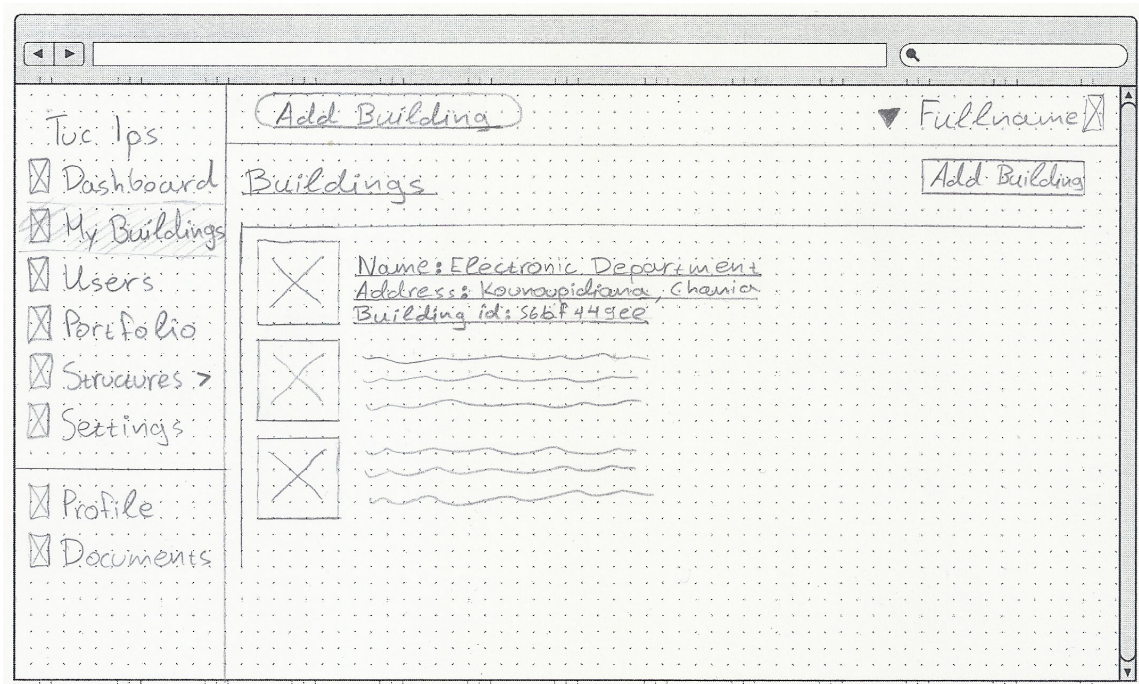 Add Building
Fullname
Tuc Ips
Dashboard
My Buildings
Users
Portfolio
Structures >
Settings
Profile
Documents
Buildings
Add Building
Name: Electronic Department
Address: Kounoupidiana, Chania
Building id: 56bf449ee